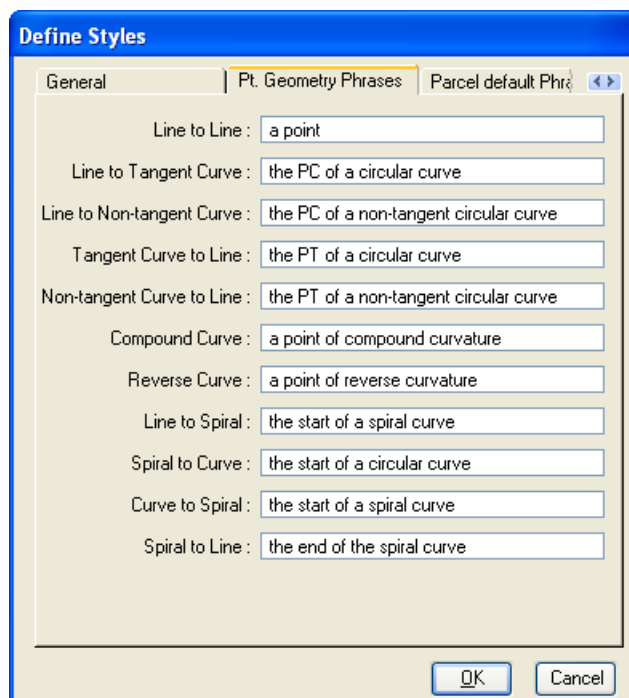 Define Styles
General Pt. Geometry Phrases Parcel default Phra
Line to Line : a point
Line to Tangent Curve : the PC of a circular curve
Line to Non-tangent Curve : the PC of a non-tangent circular curve
Tangent Curve to Line : the PT of a circular curve
Non-tangent Curve to Line : the PT of a non-tangent circular curve
Compound Curve : a point of compound curvature
Reverse Curve : a point of reverse curvature
Line to Spiral : the start of a spiral curve
Spiral to Curve : the start of a circular curve
Curve to Spiral : the start of a spiral curve
Spiral to Line : the end of the spiral curve
OK Cancel